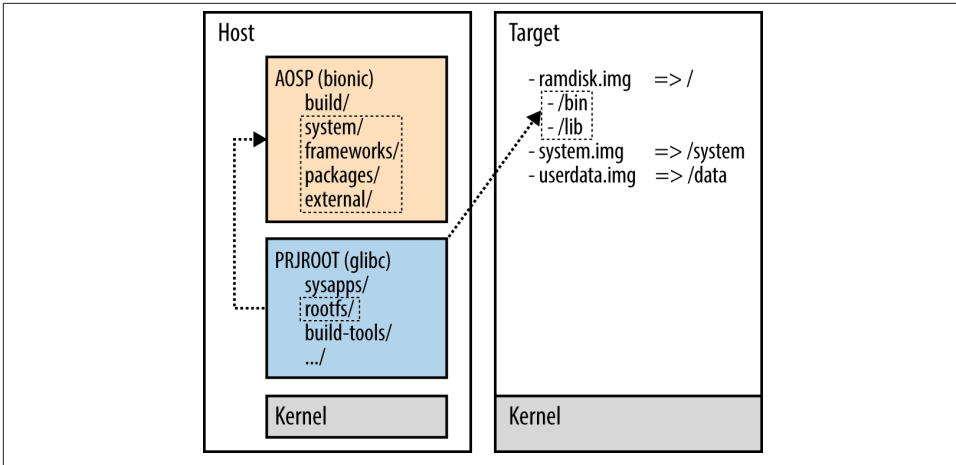 Host
AOSP (bionic)
build/
system/
frameworks/
packages/
external/
PRJROOT (glibc)
sysapps/
rootfs/
build-tools/
.../
Kernel
Target
- ramdisk.img => /
- /bin
- /lib
- system.img => /system
- userdata.img => /data
Kernel